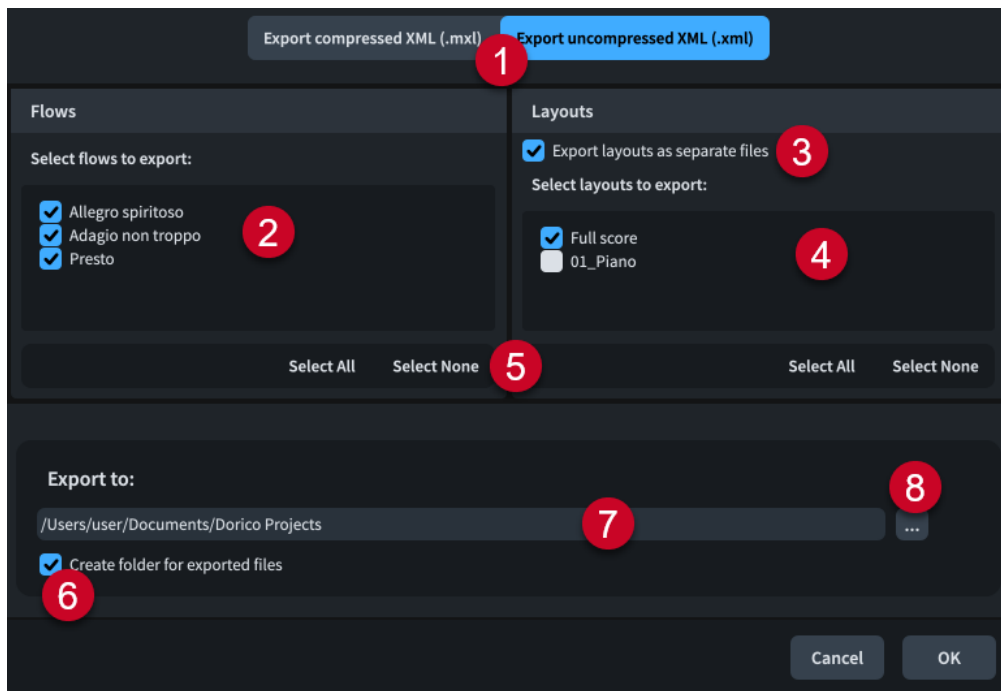 Export compressed XML (.mxl) Export uncompressed XML (.xml)
1
Flows
Layouts
Select flows to export:
Export layouts as separate files
3
Select layouts to export:
Allegro spiritoso
Adagio non troppo
Presto
2
Full score
01_Piano
4
Select All Select None
5
Select All Select None
Export to:
8
/Users/user/Documents/Dorico Projects
7
...
Create folder for exported files
6
Cancel OK